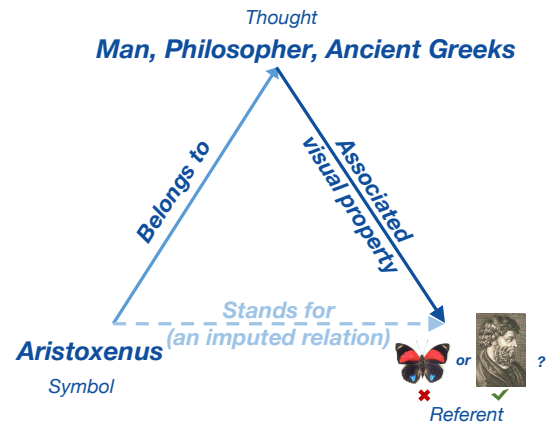 Thought
Man, Philosopher, Ancient Greeks
Belongs to
Associated
visual property
Stands for
(an imputed relation)
Aristoxenus
Symbol
or
?
Referent